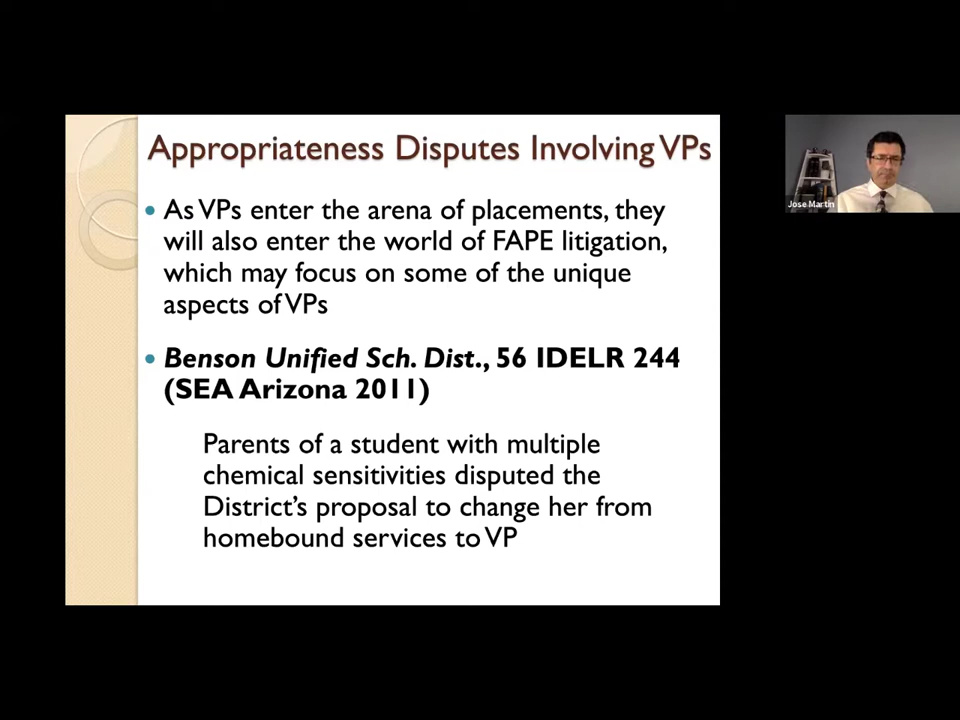 Appropriateness Disputes Involving VPs
As VPs enter the arena of placements, they
will also enter the world of FAPE litigation,
which may focus on some of the unique
aspects of VPs
Benson Unified Sch. Dist., 56 IDELR 244
(SEA Arizona 2011)
Parents of a student with multiple
chemical sensitivities disputed the
District's proposal to change her from
homebound services to VP
Jose Martin